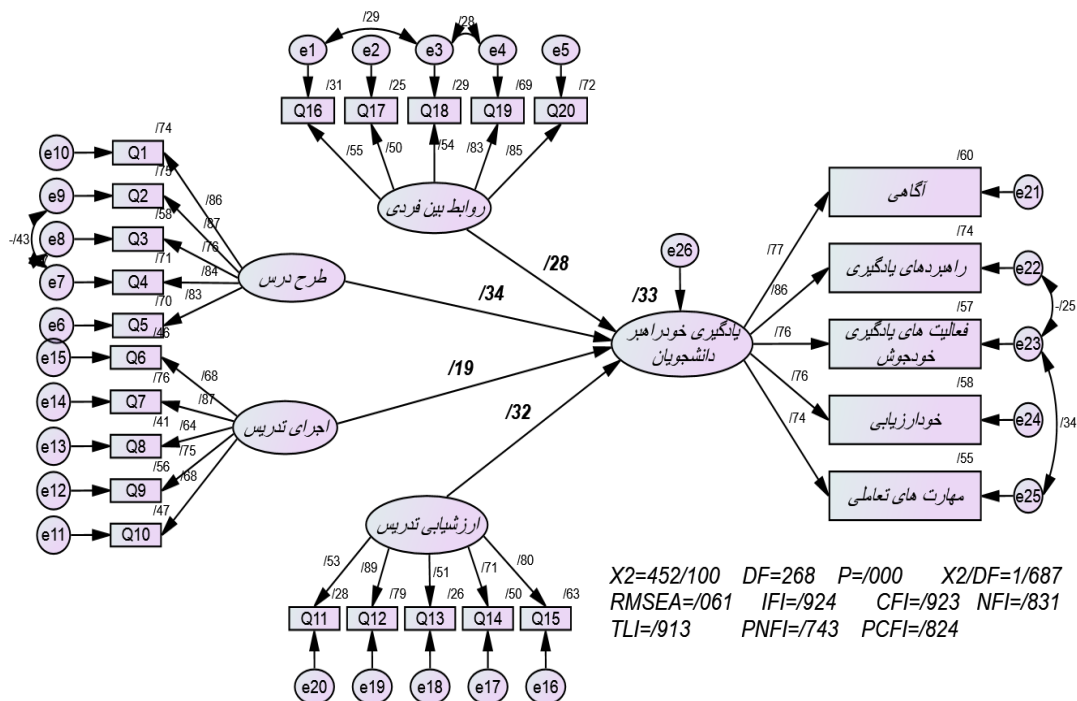 /29
/28
e1 e2 e3 e4 e5
/31 /25 /29 /69 /72
Q16 Q17 Q18 Q19 Q20
/55 /50 /54 /83 /85
روابط بین فردی
/74
e10 Q1
/75
e9 Q2
/58
e8 Q3
/71
e7 Q4
/70
e6 Q5
-/43
/86
/87
/76
/84
/83
طرح درس
/46
e15 Q6
/76
e14 Q7
/41
e13 Q8
/56
e12 Q9
/47
e11 Q10
/68
/87
/64
/75
/68
اجرای تدریس
/28
/34
/19
/32
e26
/33
یادگیری خودراهبر
دانشجویان
/77
/86
/76
/76
/74
/60
آگاهی
e21
/74
راهبردهای یادگیری
e22
/57
فعالیت های یادگیری
خودجوش
e23
/58
خودارزیابی
e24
/55
مهارت های تعاملی
e25
-/25
/34
ارزشیابی تدریس
/53 /89 /51 /71 /80
/28 /79 /26 /50 /63
Q11 Q12 Q13 Q14 Q15
e20 e19 e18 e17 e16
X2=452/100 DF=268 P=/000 X2/DF=1/687
RMSEA=/061 IFI=/924 CFI=/923 NFI=/831
TLI=/913 PNFI=/743 PCFI=/824